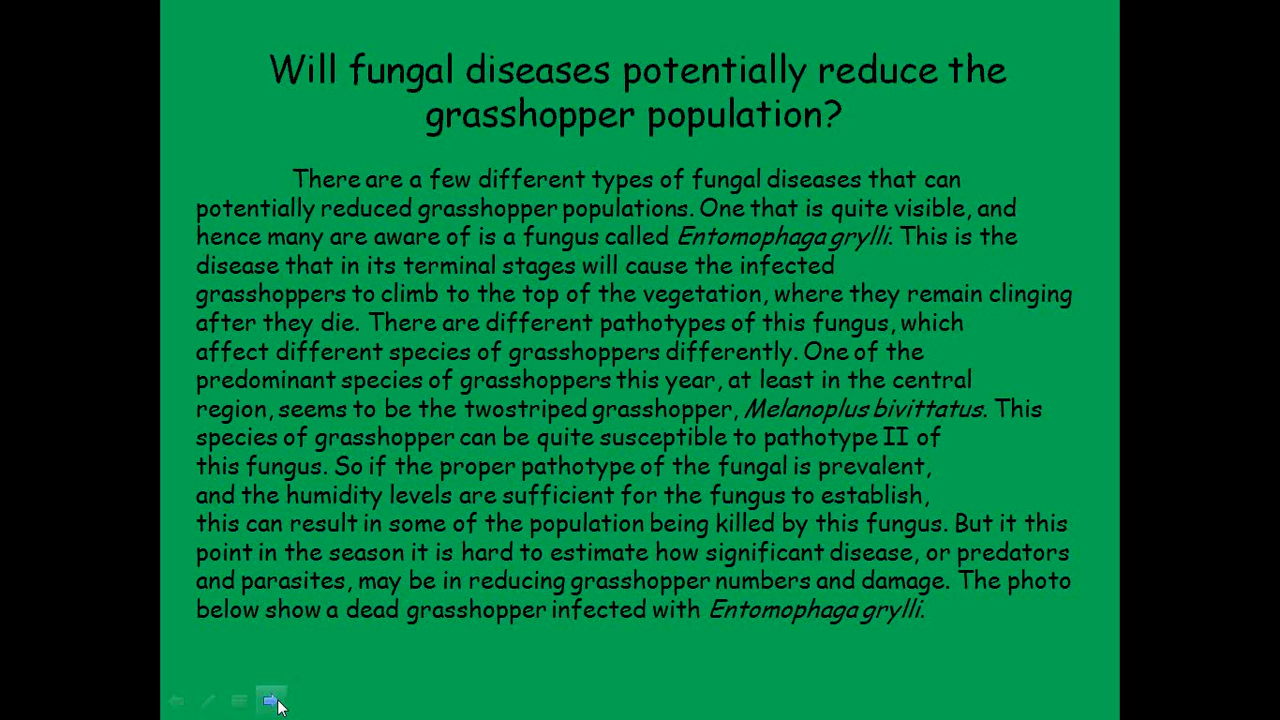 Will fungal diseases potentially reduce the
grasshopper population?
There are a few different types of fungal diseases that can
potentially reduced grasshopper populations. One that is quite visible, and
hence many are aware of is a fungus called Entomophaga grylli. This is the
disease that in its terminal stages will cause the infected
grasshoppers to climb to the top of the vegetation, where they remain clinging
after they die. There are different pathotypes of this fungus, which
affect different species of grasshoppers differently. One of the
predominant species of grasshoppers this year, at least in the central
region, seems to be the twostriped grasshopper, Melanoplus bivittatus. This
species of grasshopper can be quite susceptible to pathotype II of
this fungus. So if the proper pathotype of the fungal is prevalent,
and the humidity levels are sufficient for the fungus to establish,
this can result in some of the population being killed by this fungus. But it this
point in the season it is hard to estimate how significant disease, or predators
and parasites, may be in reducing grasshopper numbers and damage. The photo
below show a dead grasshopper infected with Entomophaga grylli.